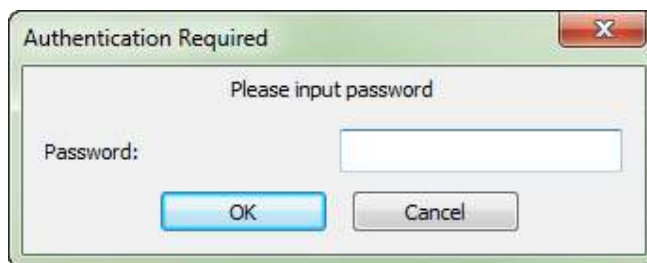 Authentication Required
Please input password
Password:
OK
Cancel